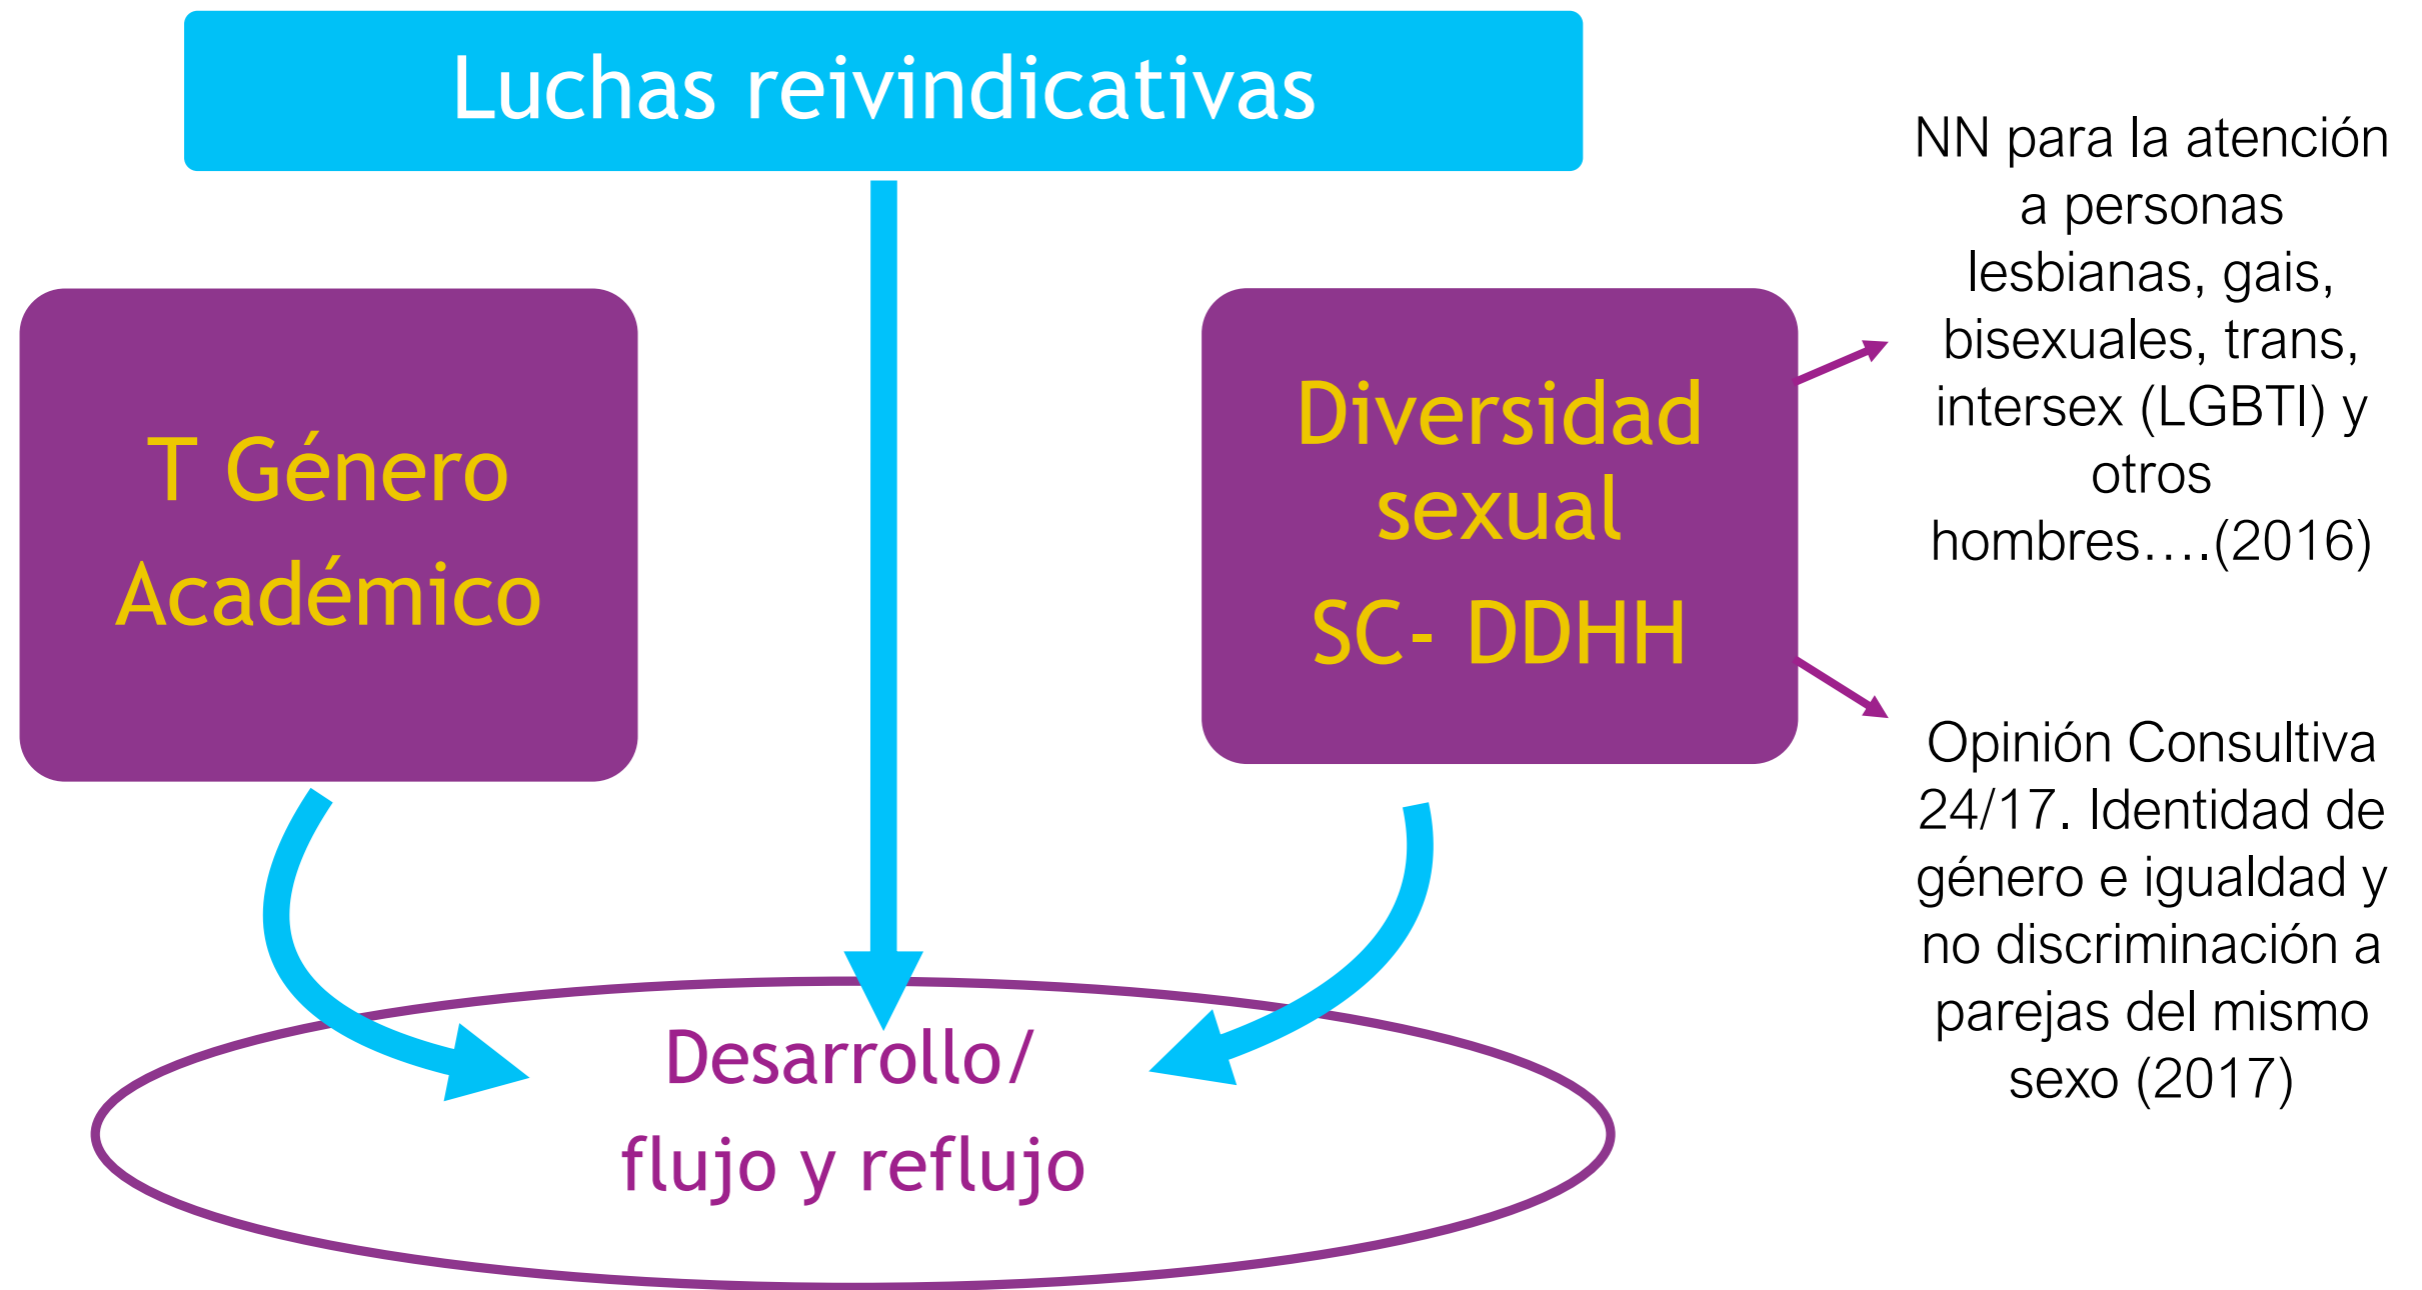 Luchas reivindicativas
T Género
Académico
Diversidad
sexual
SC- DDHH
NN para la atención
a personas
lesbianas, gais,
bisexuales, trans,
intersex (LGBTI) y
otros
hombres….(2016)
Opinión Consultiva
24/17. Identidad de
género e igualdad y
no discriminación a
parejas del mismo
sexo (2017)
Desarrollo/
flujo y reflujo